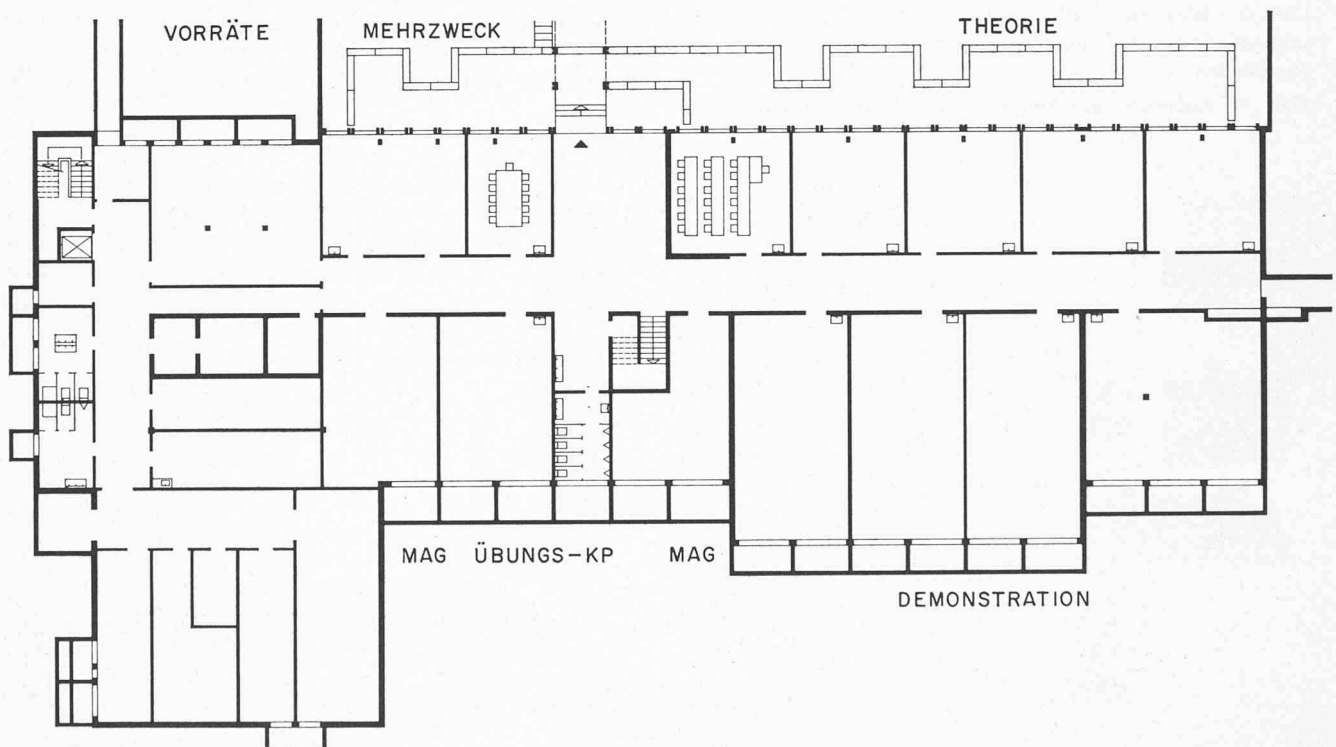 VORRÄTE
MEHRZWECK
THEORIE
MAG
ÜBUNGS-KP
MAG
DEMONSTRATION